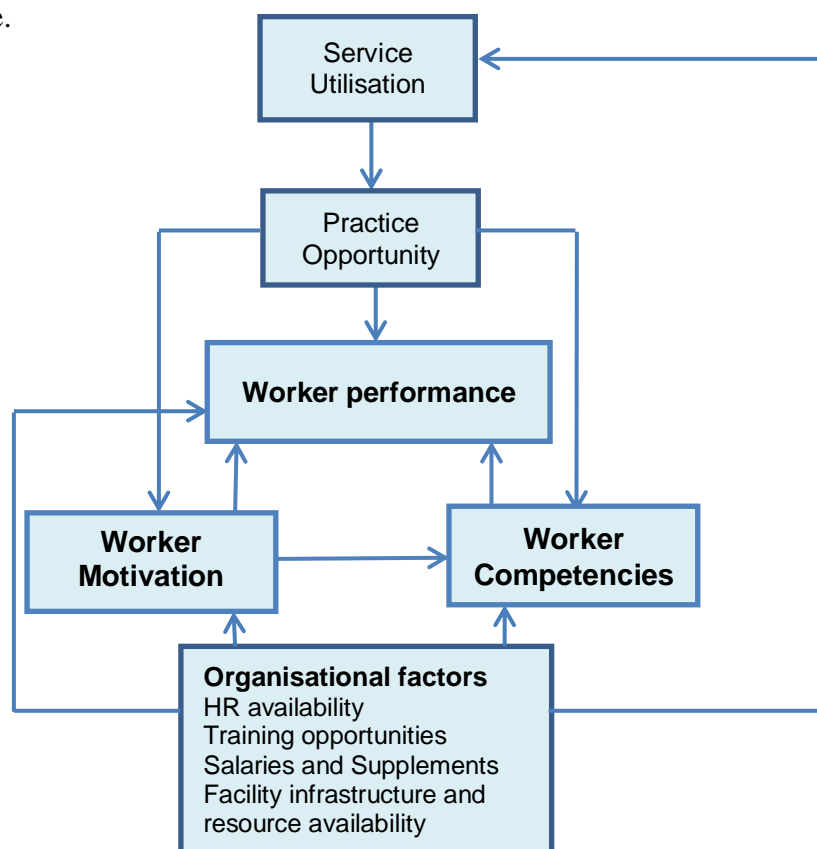 e.
Service
Utilisation
Practice
Opportunity
Worker performance
Worker
Motivation
Worker
Competencies
Organisational factors
HR availability
Training opportunities
Salaries and Supplements
Facility infrastructure and
resource availability